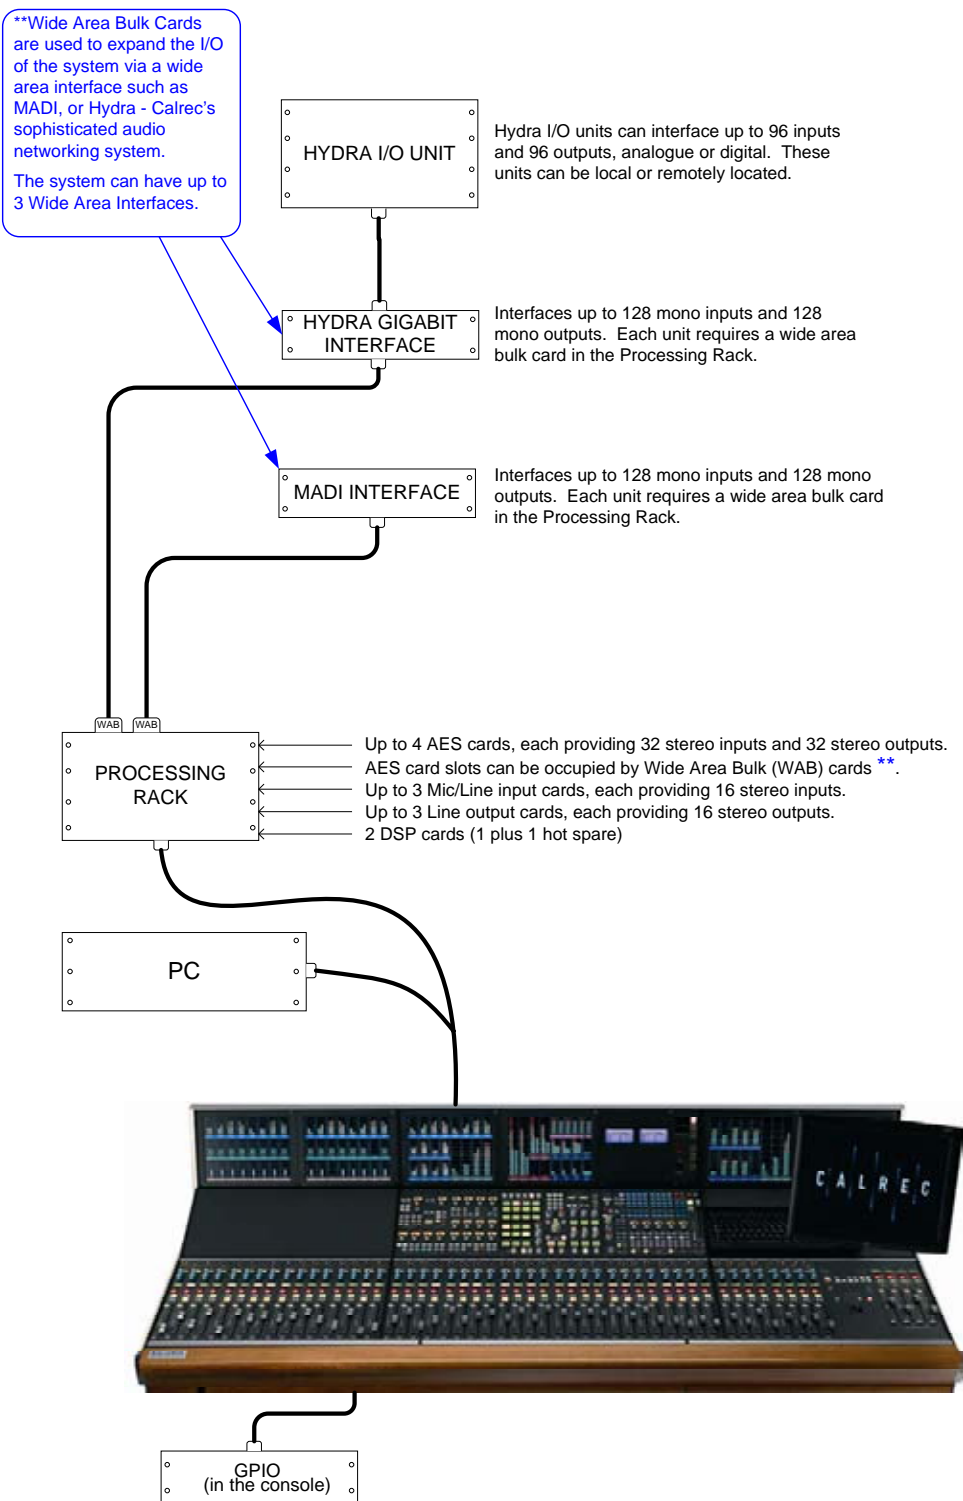 **Wide Area Bulk Cards
are used to expand the I/O
of the system via a wide
area interface such as
MADI, or Hydra - Calrec's
sophisticated audio
networking system.
The system can have up to
3 Wide Area Interfaces.
HYDRA I/O UNIT
Hydra I/O units can interface up to 96 inputs
and 96 outputs, analogue or digital.  These
units can be local or remotely located.
HYDRA GIGABIT
INTERFACE
Interfaces up to 128 mono inputs and 128
mono outputs.  Each unit requires a wide area
bulk card in the Processing Rack.
MADI INTERFACE
Interfaces up to 128 mono inputs and 128 mono
outputs.  Each unit requires a wide area bulk card
in the Processing Rack.
WAB WAB
PROCESSING
RACK
Up to 4 AES cards, each providing 32 stereo inputs and 32 stereo outputs.
AES card slots can be occupied by Wide Area Bulk (WAB) cards **.
Up to 3 Mic/Line input cards, each providing 16 stereo inputs.
Up to 3 Line output cards, each providing 16 stereo outputs.
2 DSP cards (1 plus 1 hot spare)
PC
CALREC
GPIO
(in the console)